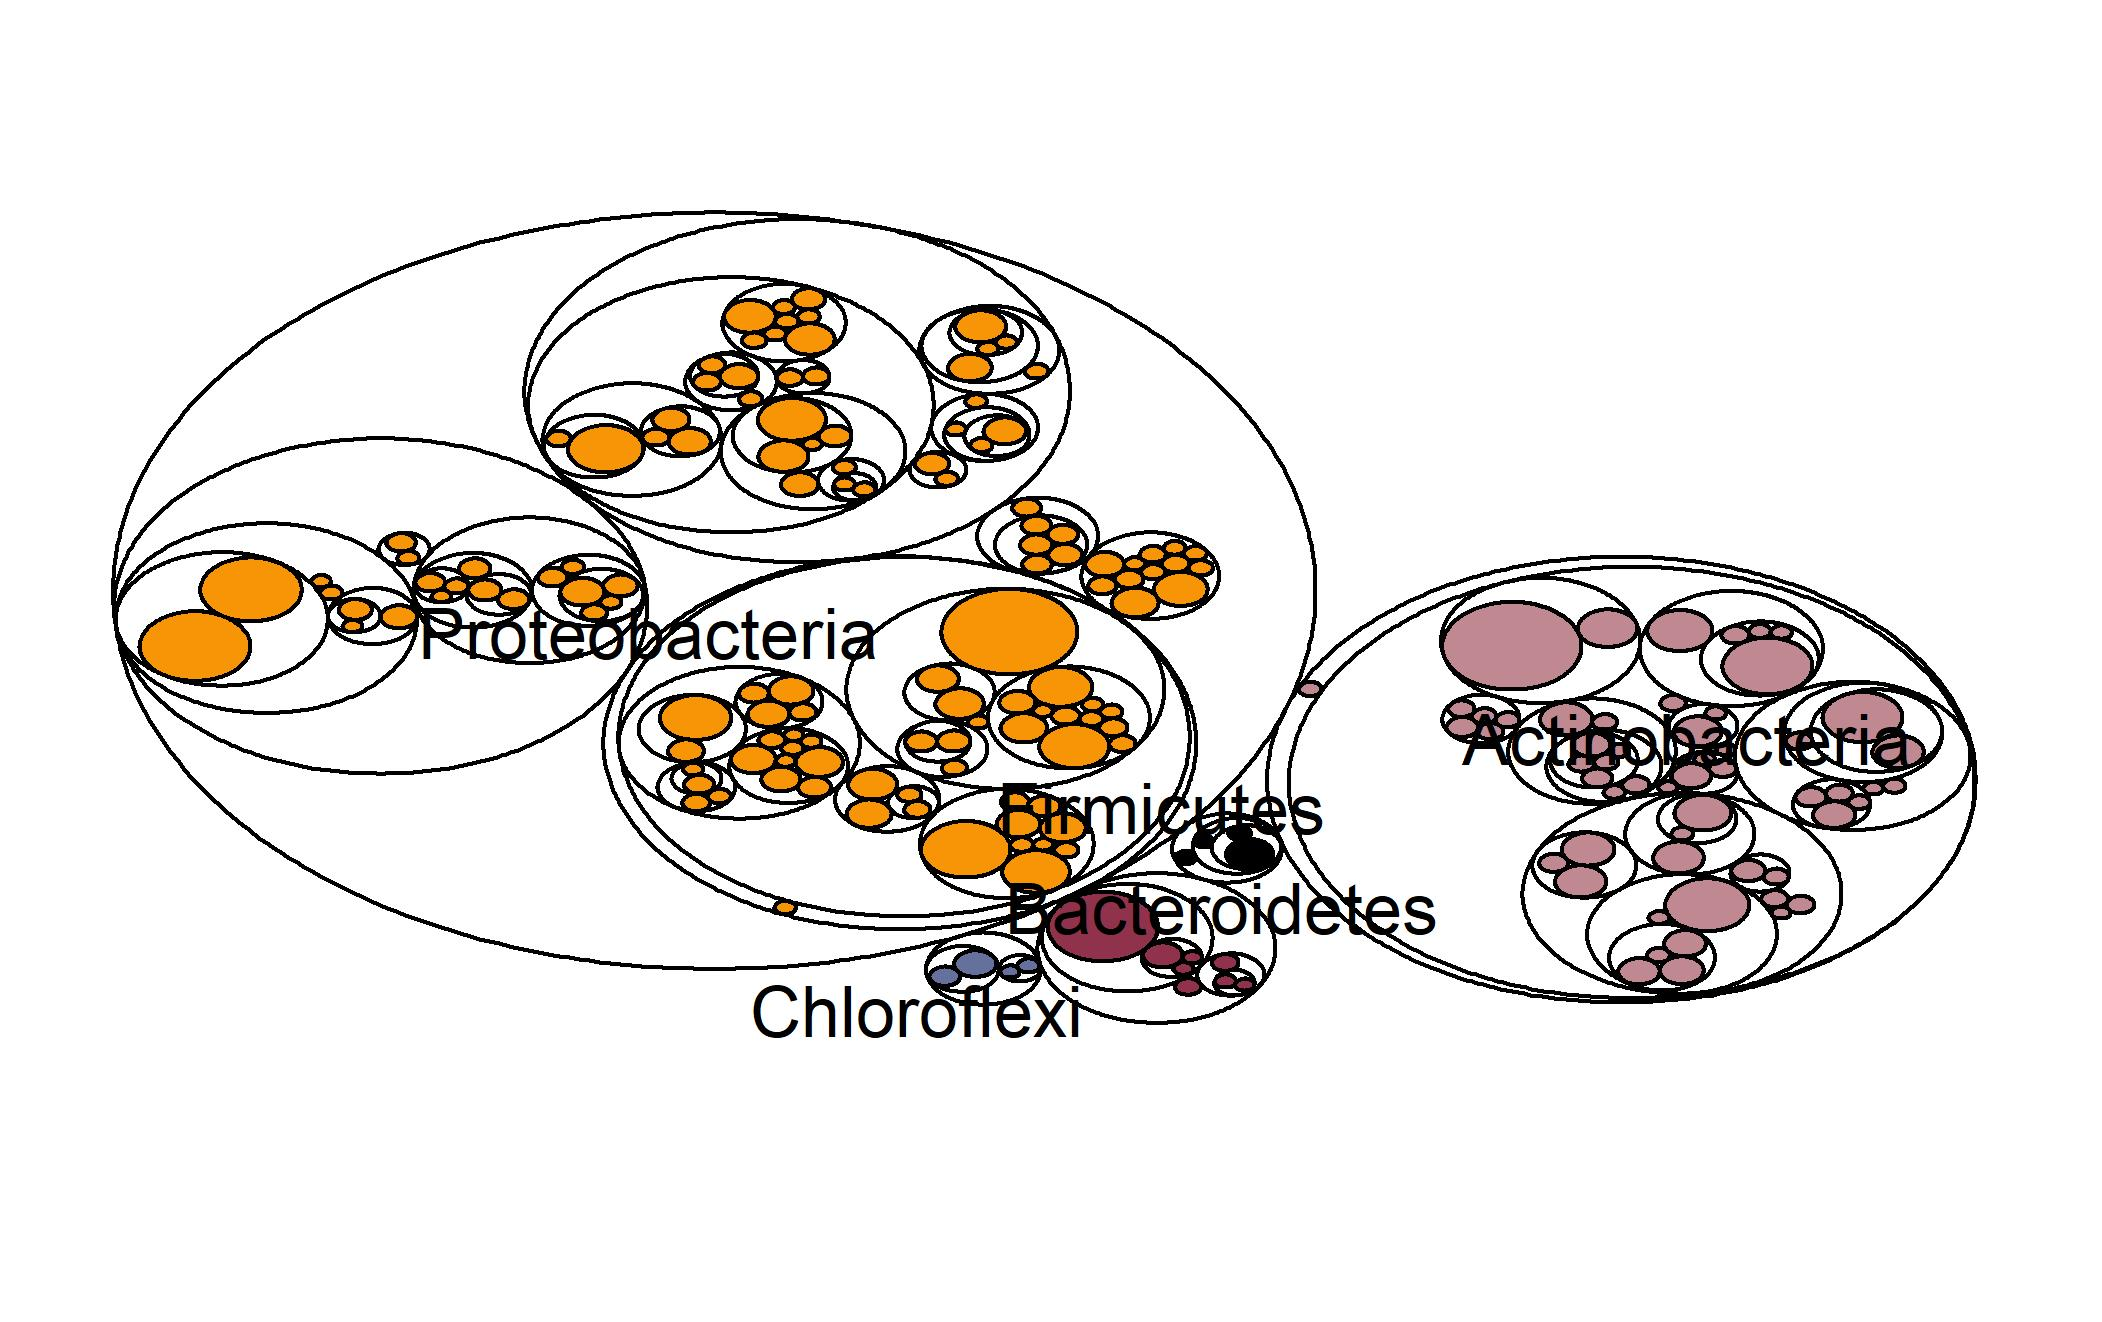 Proteobacteria
Actinobacteria
Firmicutes
Bacteroidetes
Chloroflexi